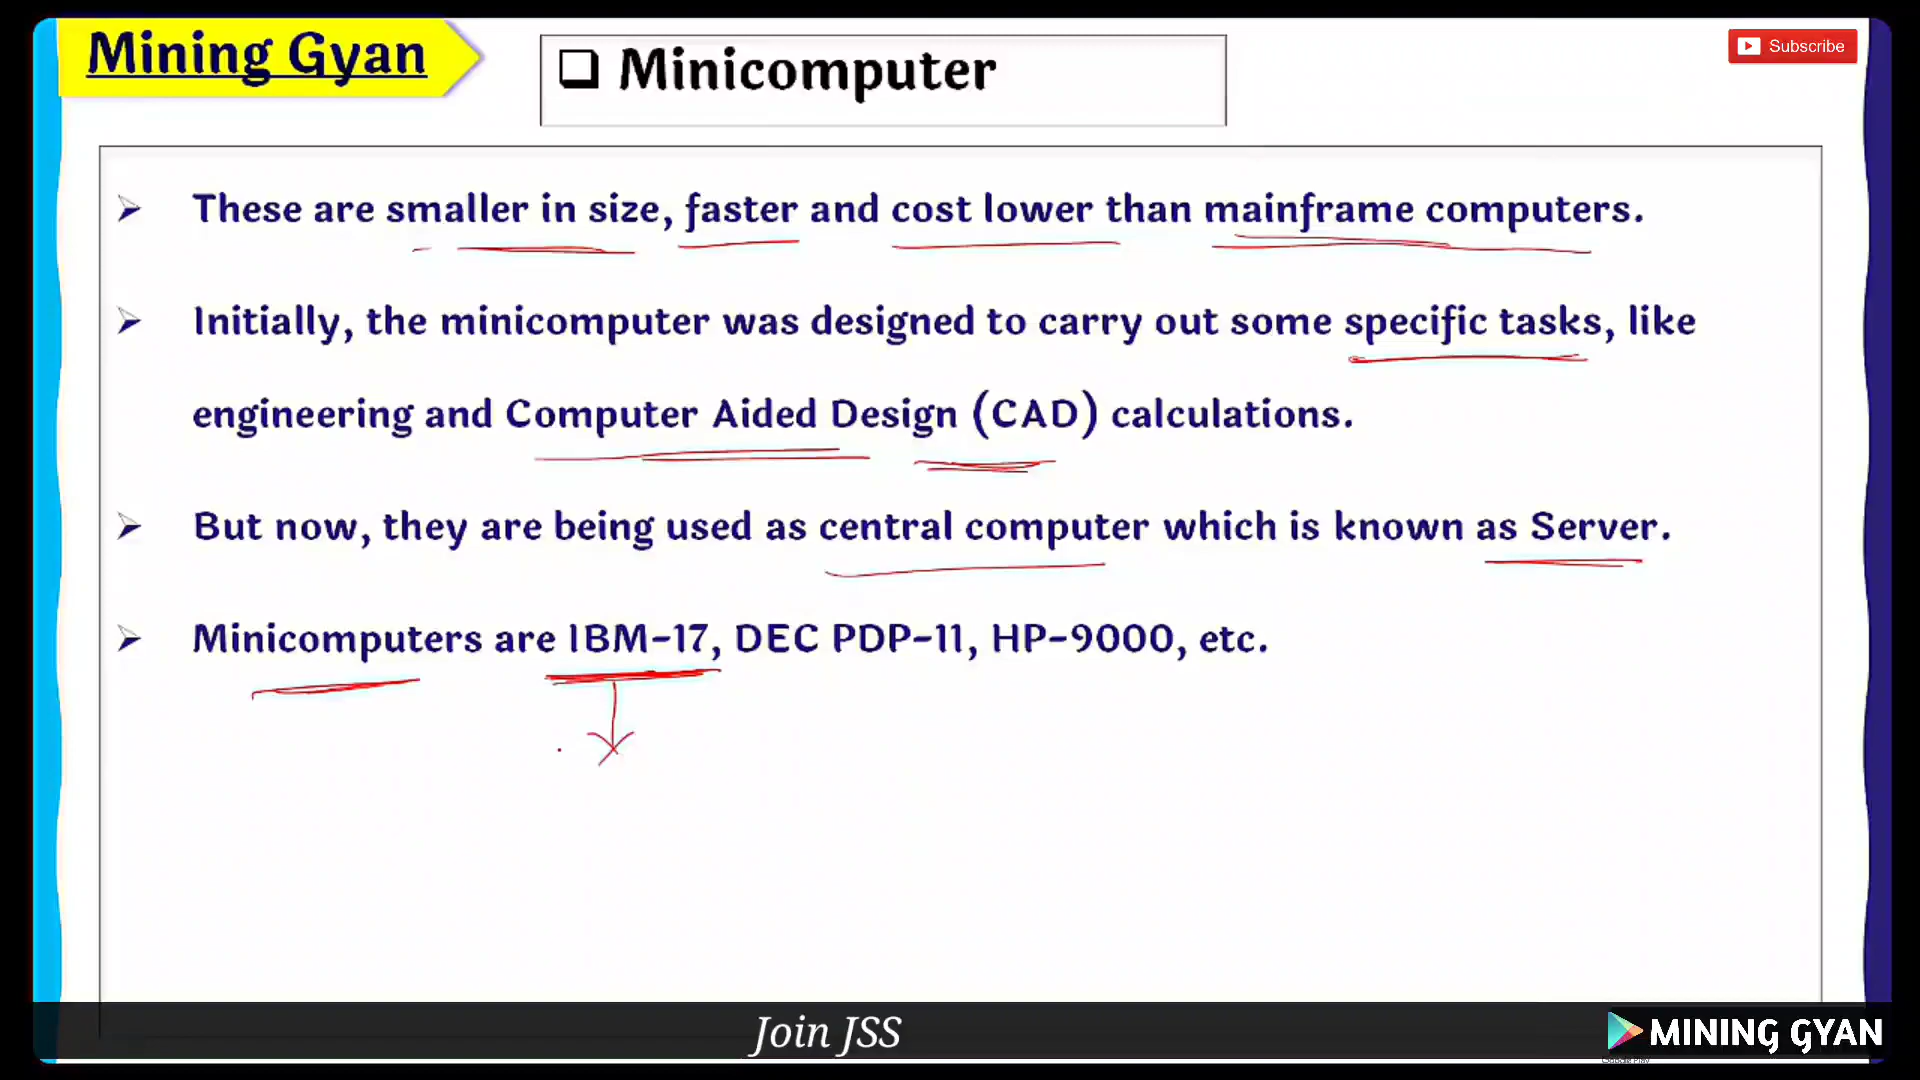 Mining Gyan
Minicomputer
Subscribe
These are smaller in size, faster and cost lower than mainframe computers.
Initially, the minicomputer was designed to carry out some specific tasks, like
engineering and Computer Aided Design (CAD) calculations.
But now, they are being used as central computer which is known as Server.
Minicomputers are IBM-17, DEC PDP-11, HP-9000, etc.
Join JSS
MINING GYAN
Google Play